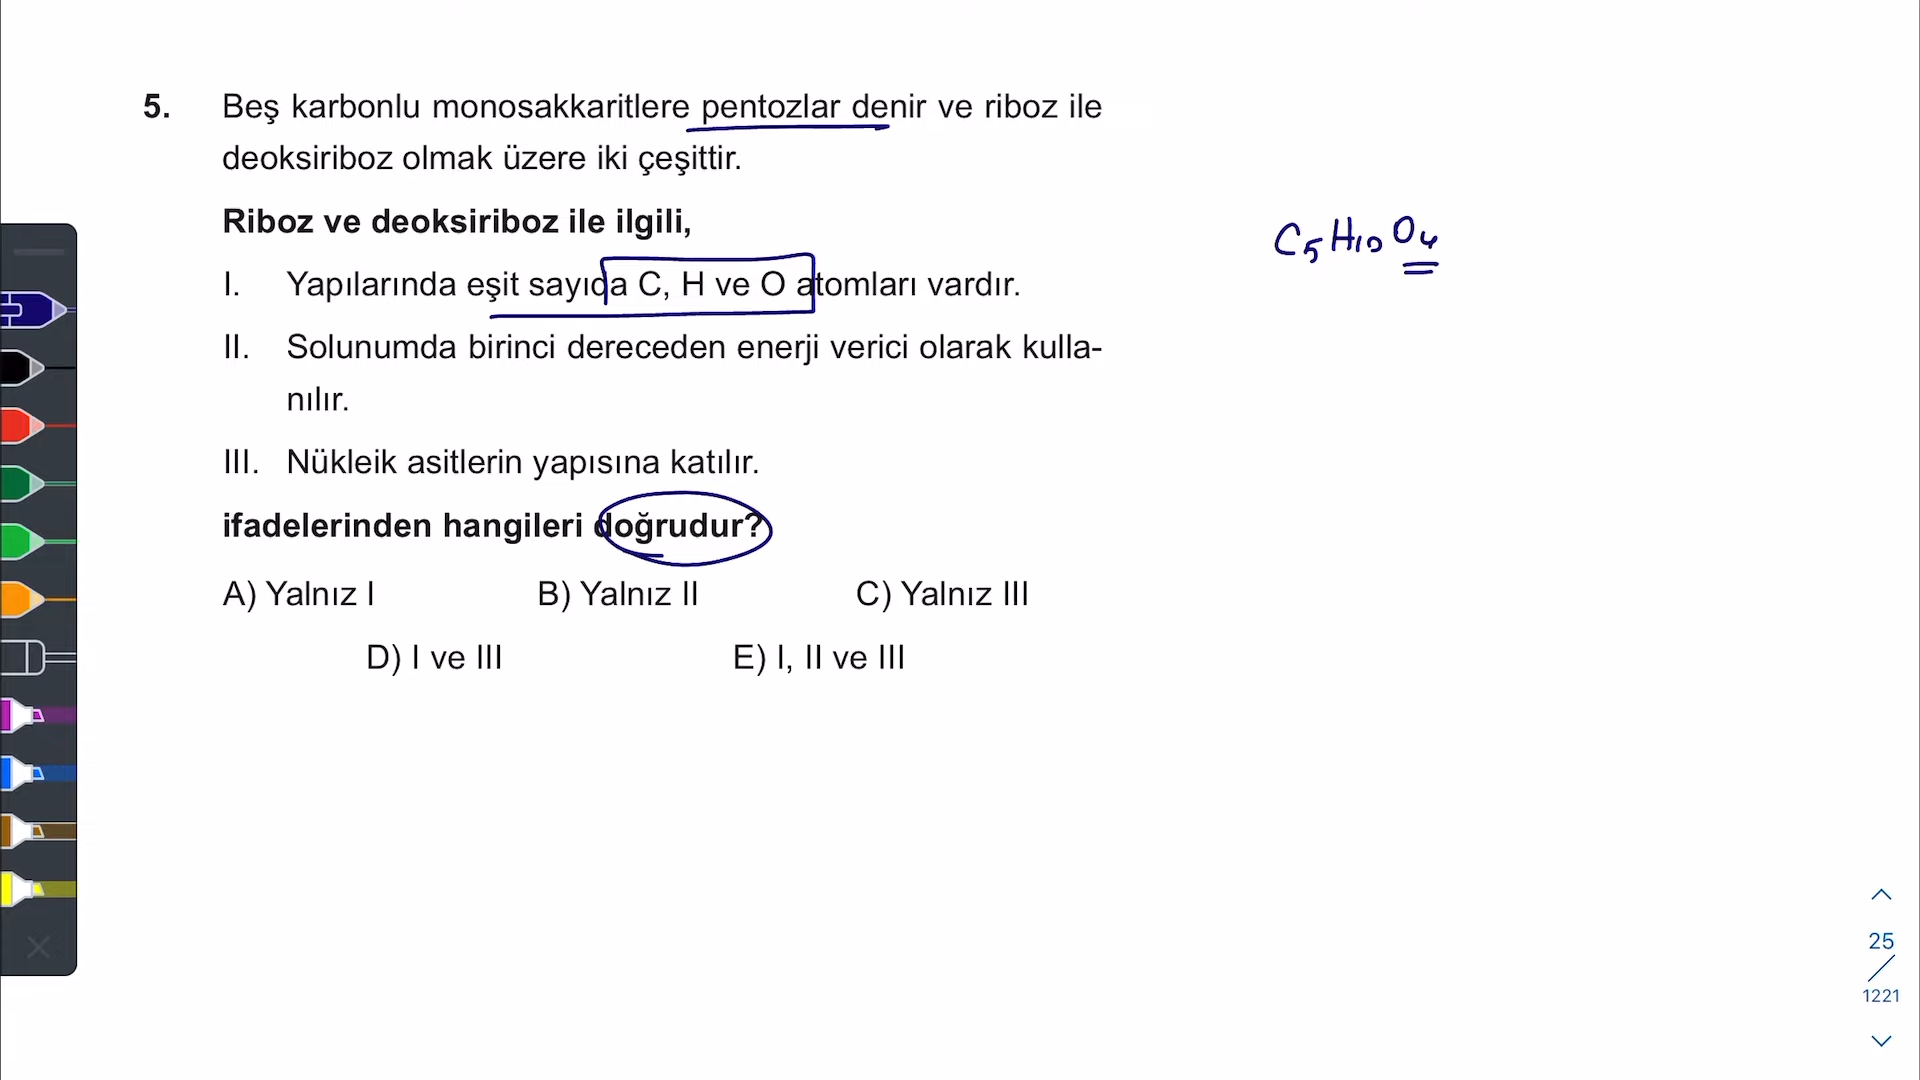 5. Beş karbonlu monosakkaritlere pentozlar denir ve riboz ile
deoksiriboz olmak üzere iki çeşittir.
Riboz ve deoksiriboz ile ilgili,
C5H10O4
I. Yapılarında eşit sayıda C, H ve O atomları vardır.
II. Solunumda birinci dereceden enerji verici olarak kulla-
nılır.
III. Nükleik asitlerin yapısına katılır.
ifadelerinden hangileri doğrudur?
A) Yalnız I B) Yalnız II C) Yalnız III
D) I ve III E) I, II ve III
25
1221